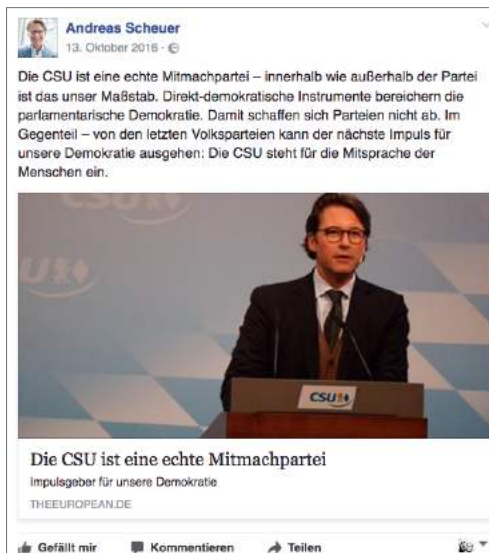 Andreas Scheuer
13. Oktober 2016 ·
Die CSU ist eine echte Mitmachpartei – innerhalb wie außerhalb der Partei
ist das unser Maßstab. Direkt-demokratische Instrumente bereichern die
parlamentarische Demokratie. Damit schaffen sich Parteien nicht ab. Im
Gegenteil – von den letzten Volksparteien kann der nächste Impuls für
unsere Demokratie ausgehen: Die CSU steht für die Mitsprache der
Menschen ein.
CSU
CSU
CSU
Die CSU ist eine echte Mitmachpartei
Impulsgeber für unsere Demokratie
THEEUROPEAN.DE
Gefällt mir Kommentieren Teilen